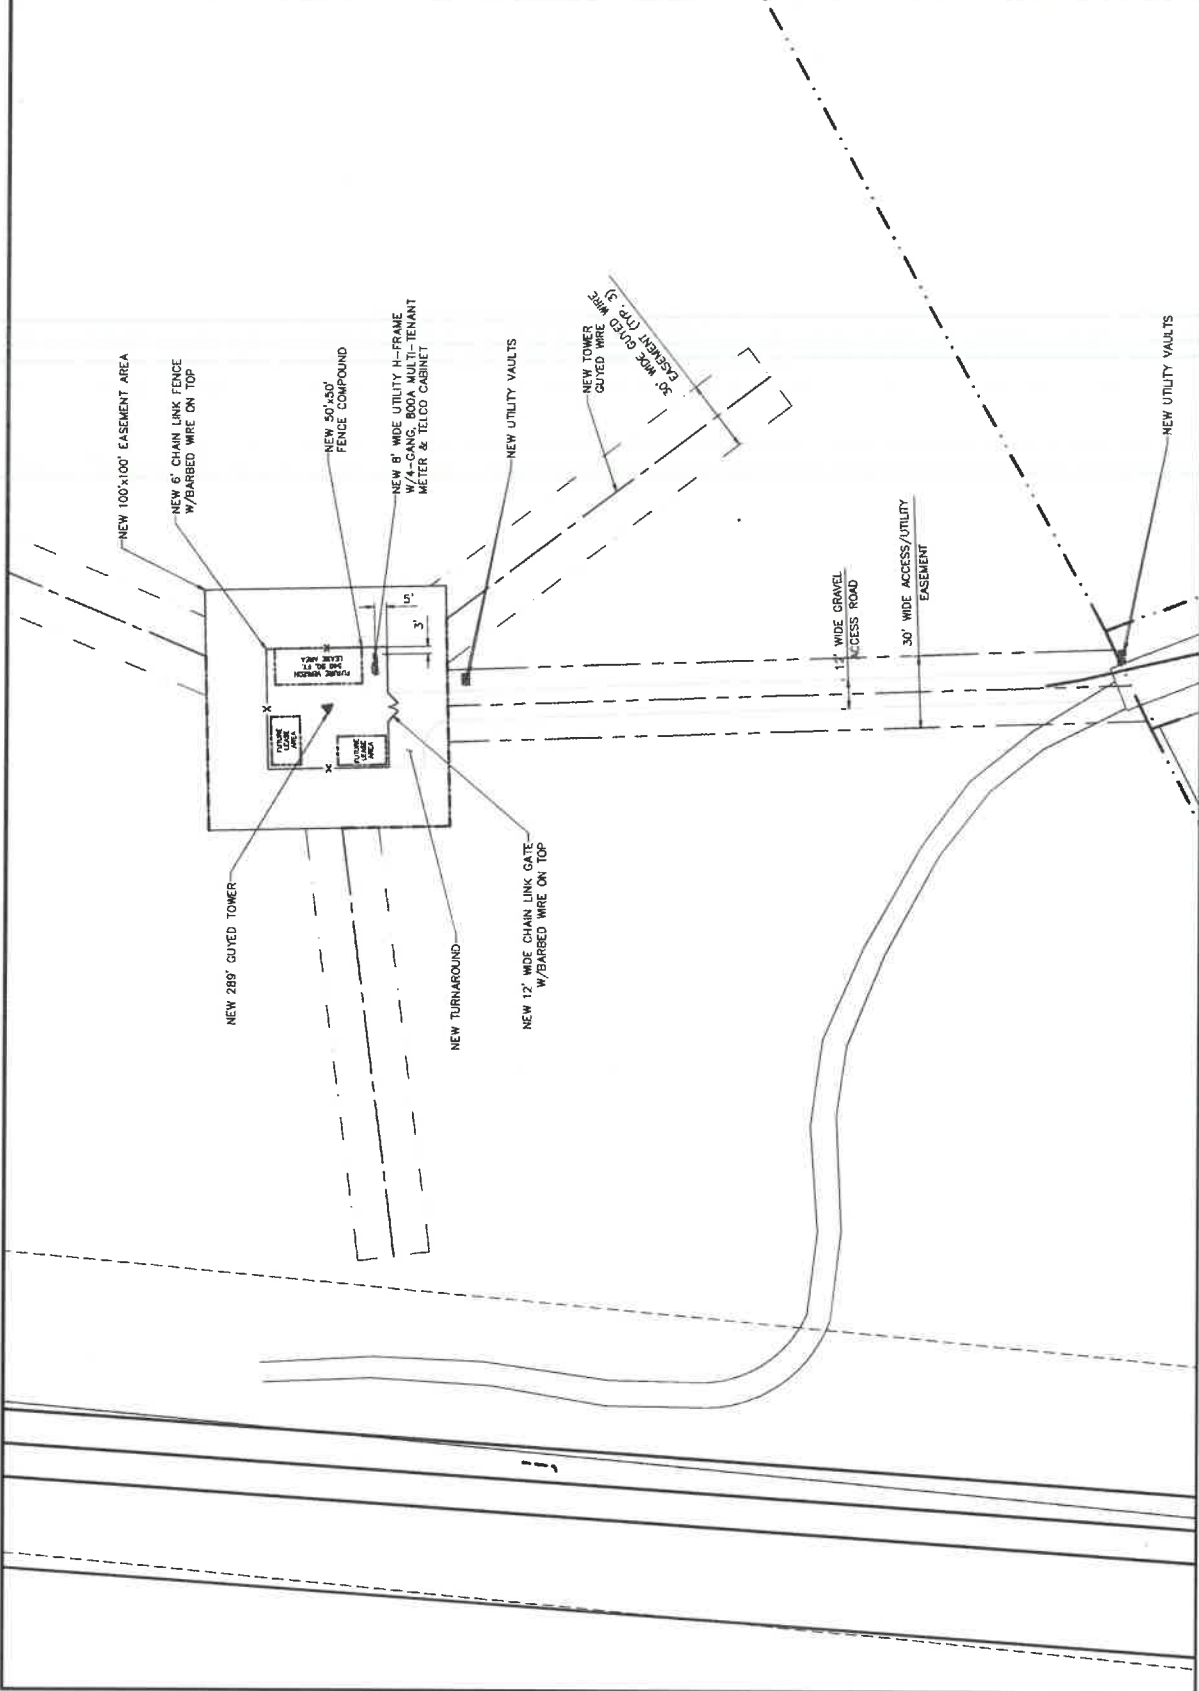 NEW 100'x100' EASEMENT AREA
NEW 6' CHAIN LINK FENCE
W/BARBED WIRE ON TOP
NEW 50'x50'
FENCE COMPOUND
NEW 8' WIDE UTILITY H-FRAME
W/4-GANG, 800A MULTI-TENANT
METER & TELCO CABINET
NEW UTILITY VAULTS
NEW TOWER
GUYED WIRE
30' WIDE GUYED WIRE
EASEMENT (TYP. 3)
FUTURE VERIZON
340 SQ. FT.
LEASE AREA
FUTURE
LEASE
AREA
FUTURE
LEASE
AREA
5'
3'
X
X
X
12' WIDE GRAVEL
ACCESS ROAD
30' WIDE ACCESS/UTILITY
EASEMENT
NEW UTILITY VAULTS
NEW 289' GUYED TOWER
NEW TURNAROUND
NEW 12' WIDE CHAIN LINK GATE
W/BARBED WIRE ON TOP